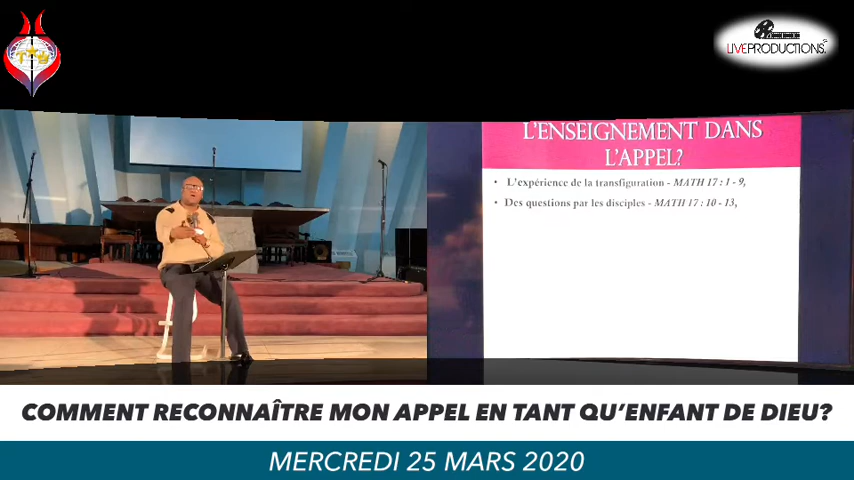 LIVEPRODUCTIONS
L'ENSEIGNEMENT DANS
L'APPEL?
• L'expérience de la transfiguration - MATH 17 : 1 - 9,
• Des questions par les disciples - MATH 17 : 10 - 13,
COMMENT RECONNAÎTRE MON APPEL EN TANT QU'ENFANT DE DIEU?
MERCREDI 25 MARS 2020